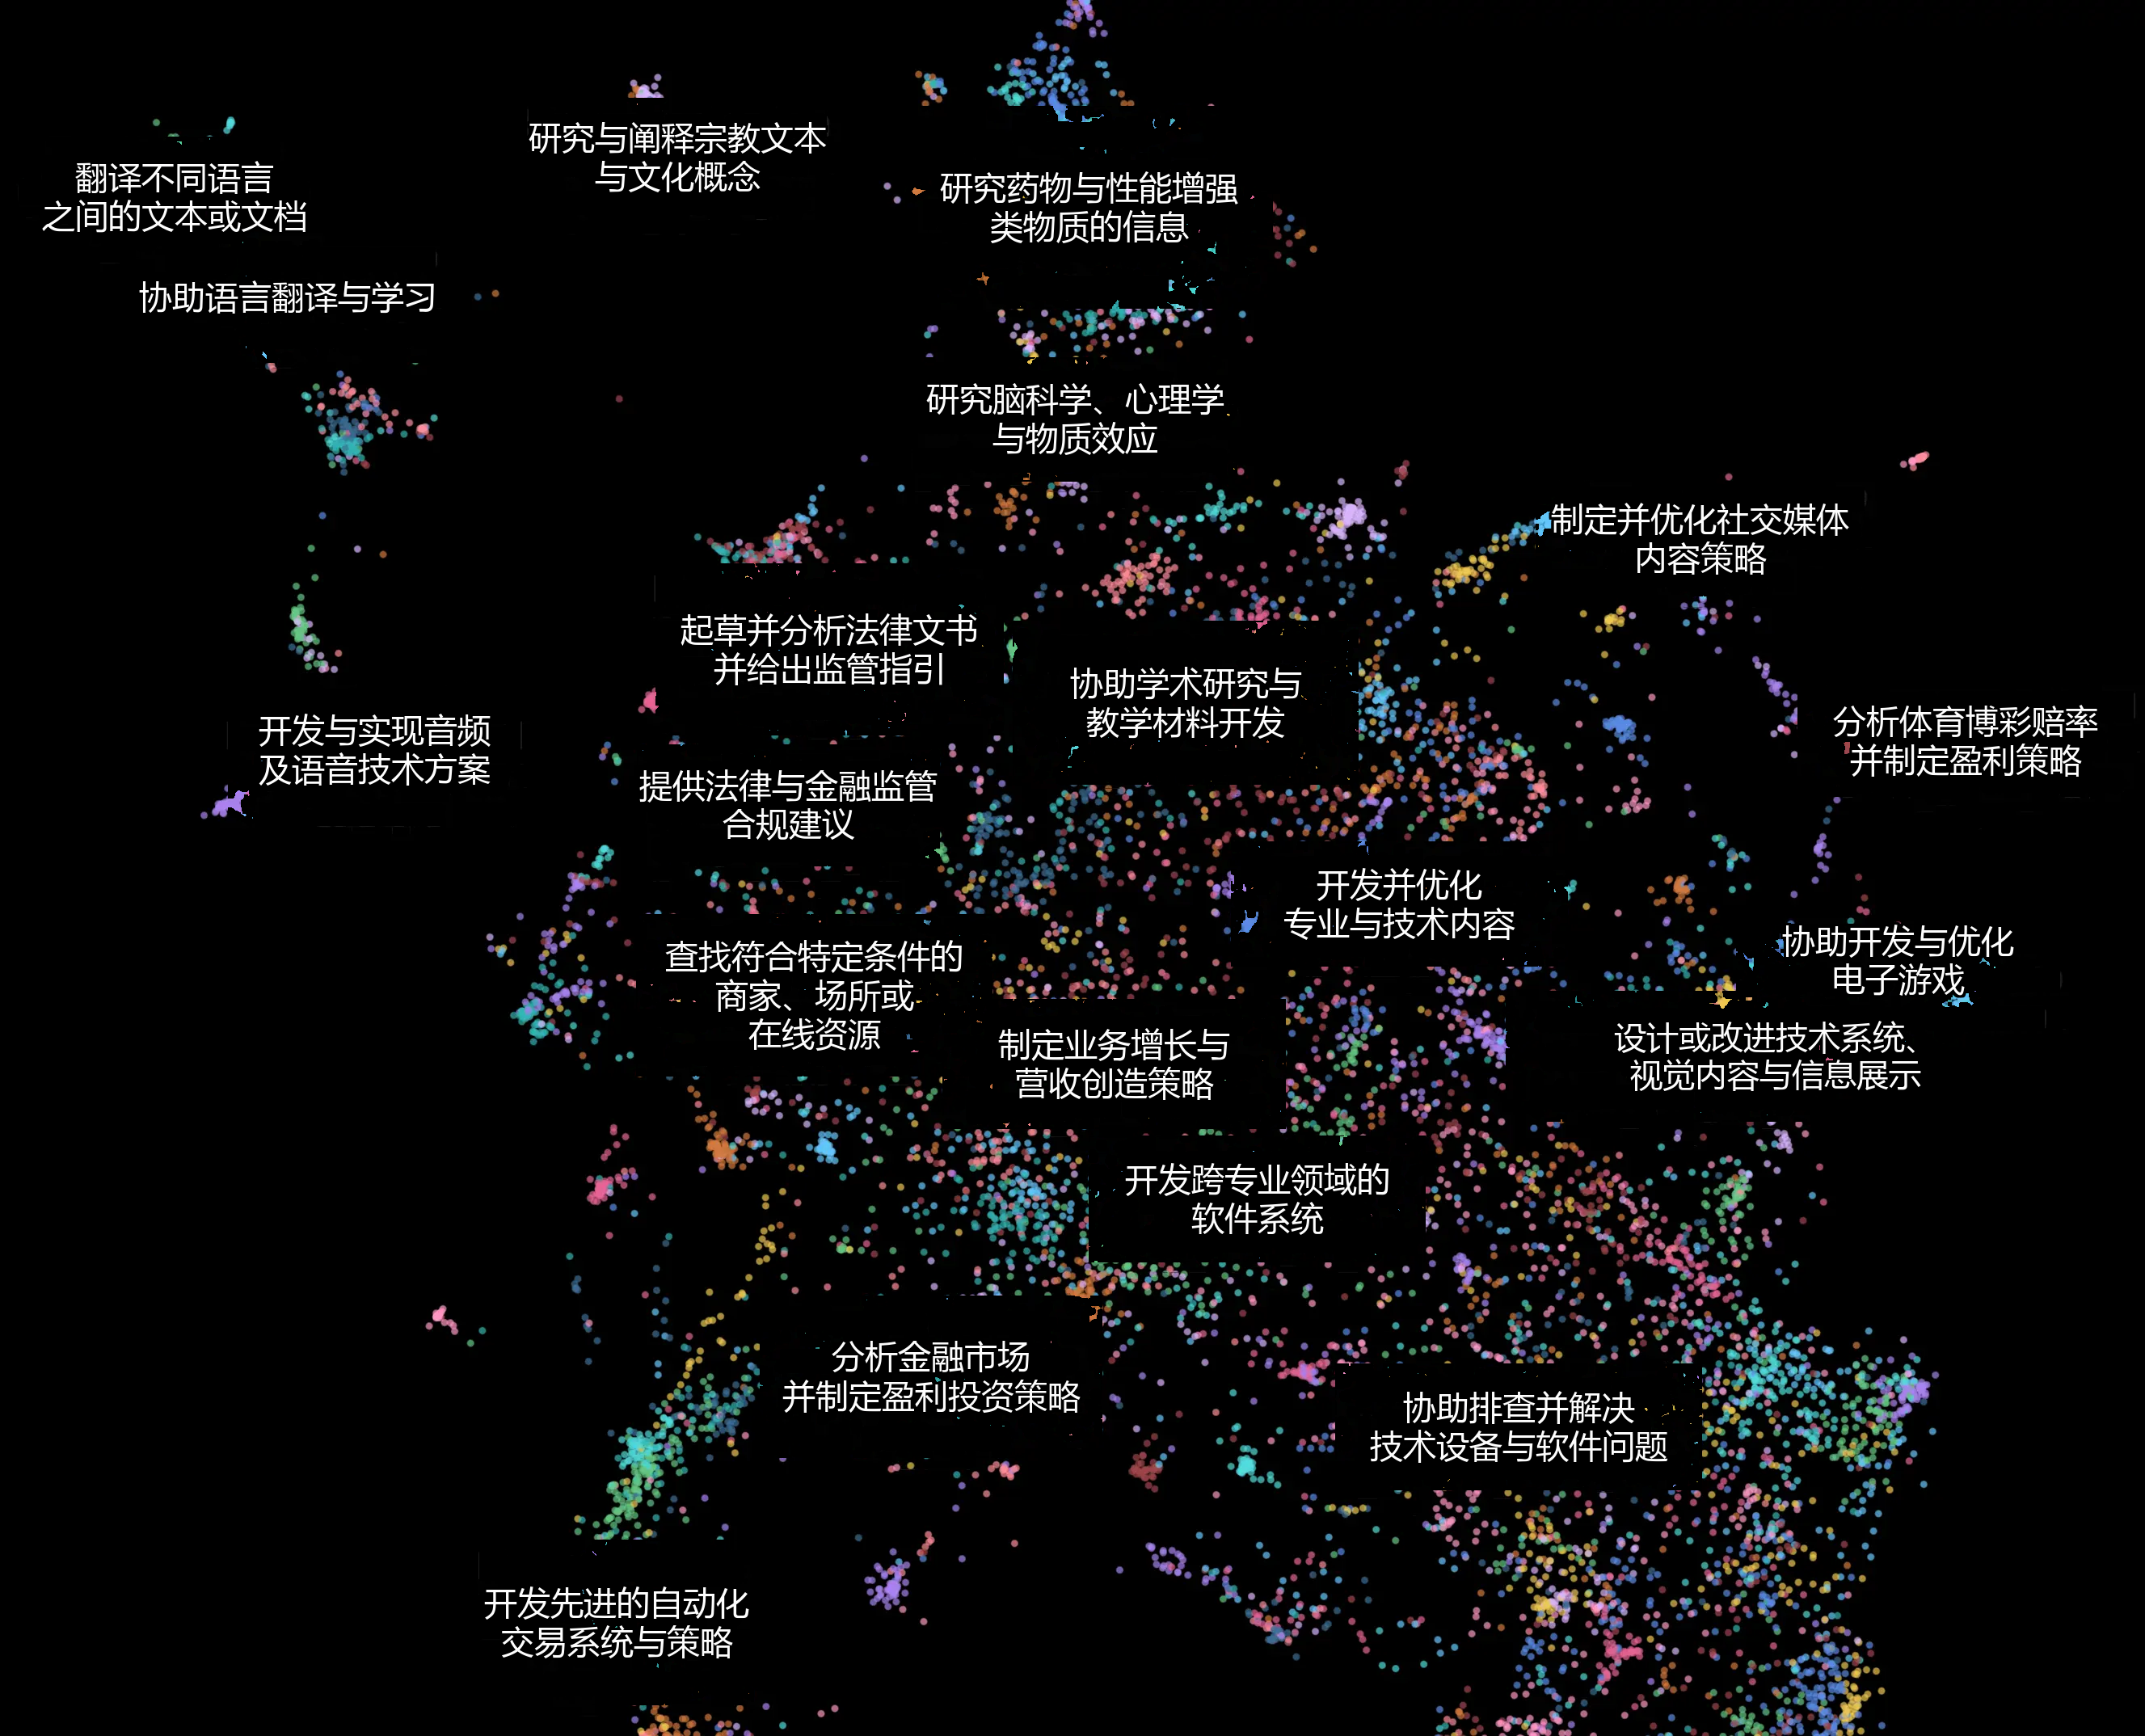 研究与阐释宗教文本
与文化概念
翻译不同语言
之间的文本或文档
研究药物与性能增强
类物质的信息
协助语言翻译与学习
研究脑科学、心理学
与物质效应
制定并优化社交媒体
内容策略
起草并分析法律文书
并给出监管指引
协助学术研究与
教学材料开发
开发与实现音频
及语音技术方案
分析体育博彩赔率
并制定盈利策略
提供法律与金融监管
合规建议
开发并优化
专业与技术内容
查找符合特定条件的
商家、场所或
在线资源
协助开发与优化
电子游戏
制定业务增长与
营收创造策略
设计或改进技术系统、
视觉内容与信息展示
开发跨专业领域的
软件系统
分析金融市场
并制定盈利投资策略
协助排查并解决
技术设备与软件问题
开发先进的自动化
交易系统与策略